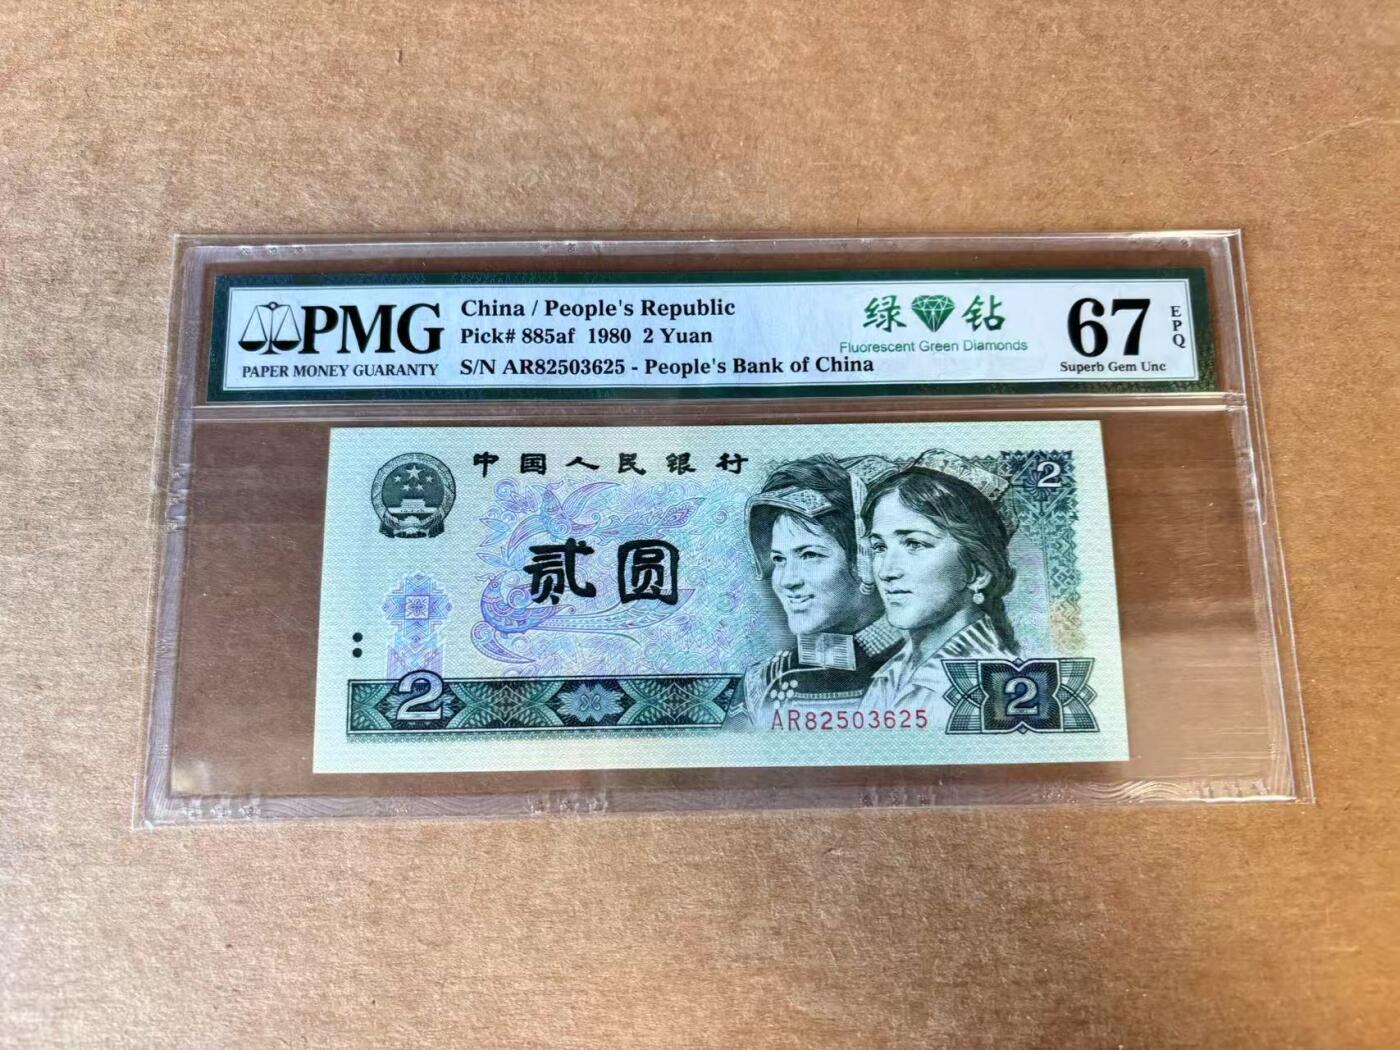 PMG
PAPER MONEY GUARANTY
China / People's Republic
Pick# 885af 1980 2 Yuan
S/N AR82503625 - People's Bank of China
绿 钻
Fluorescent Green Diamonds
67
EPQ
Superb Gem Unc
中国人民银行
2
贰圆
2
AR82503625
2